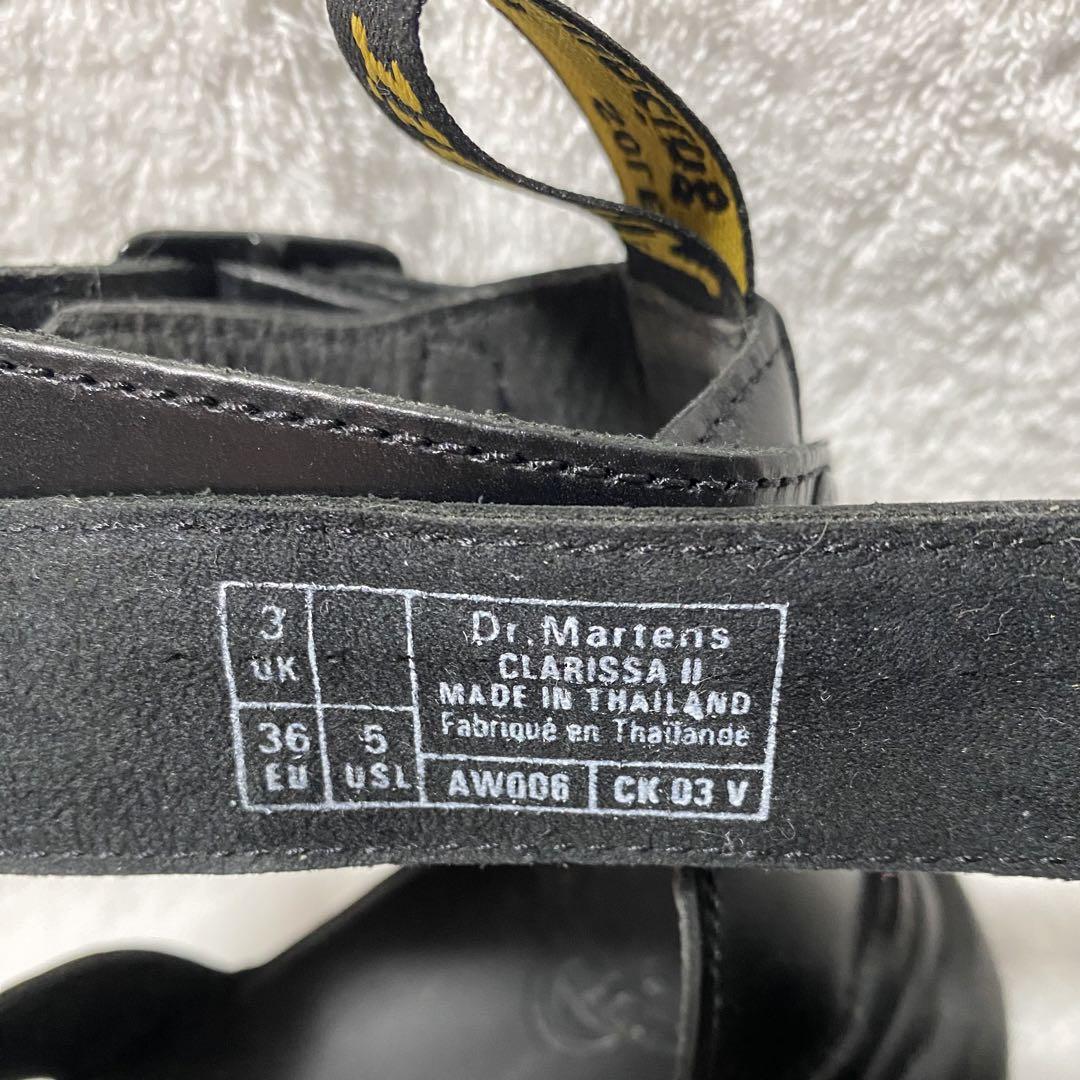 3
UK
36
EU
5
USL
Dr. Martens
CLARISSA II
MADE IN THAILAND
Fabriqué en Thaïlande
AW006
CK 03 V